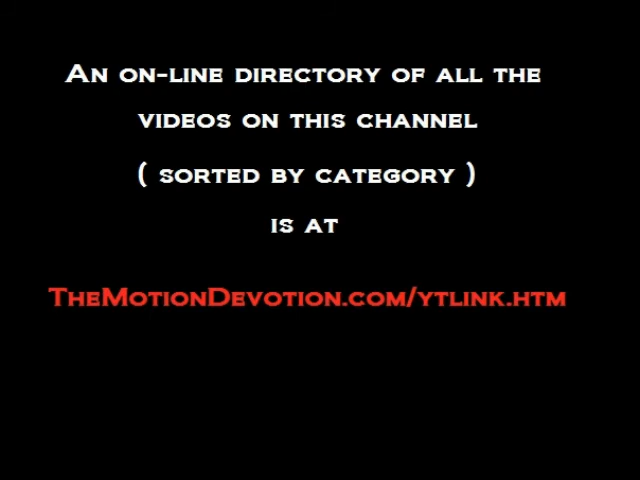 An on-line directory of all the
videos on this channel
( sorted by category )
is at
TheMotionDevotion.com/ytlink.htm